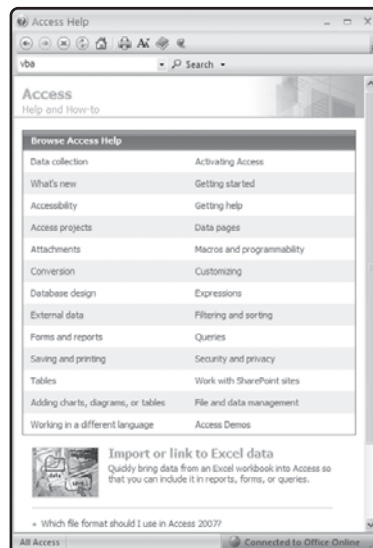 Access Help
vba
Search
Access
Help and How-to
Browse Access Help
Data collection Activating Access
What's new Getting started
Accessibility Getting help
Access projects Data pages
Attachments Macros and programmability
Conversion Customizing
Database design Expressions
External data Filtering and sorting
Forms and reports Queries
Saving and printing Security and privacy
Tables Work with SharePoint sites
Adding charts, diagrams, or tables File and data management
Working in a different language Access Demos
Import or link to Excel data
Quickly bring data from an Excel workbook into Access so
that you can include it in reports, forms, or queries.
Which file format should I use in Access 2007?
All Access Connected to Office Online